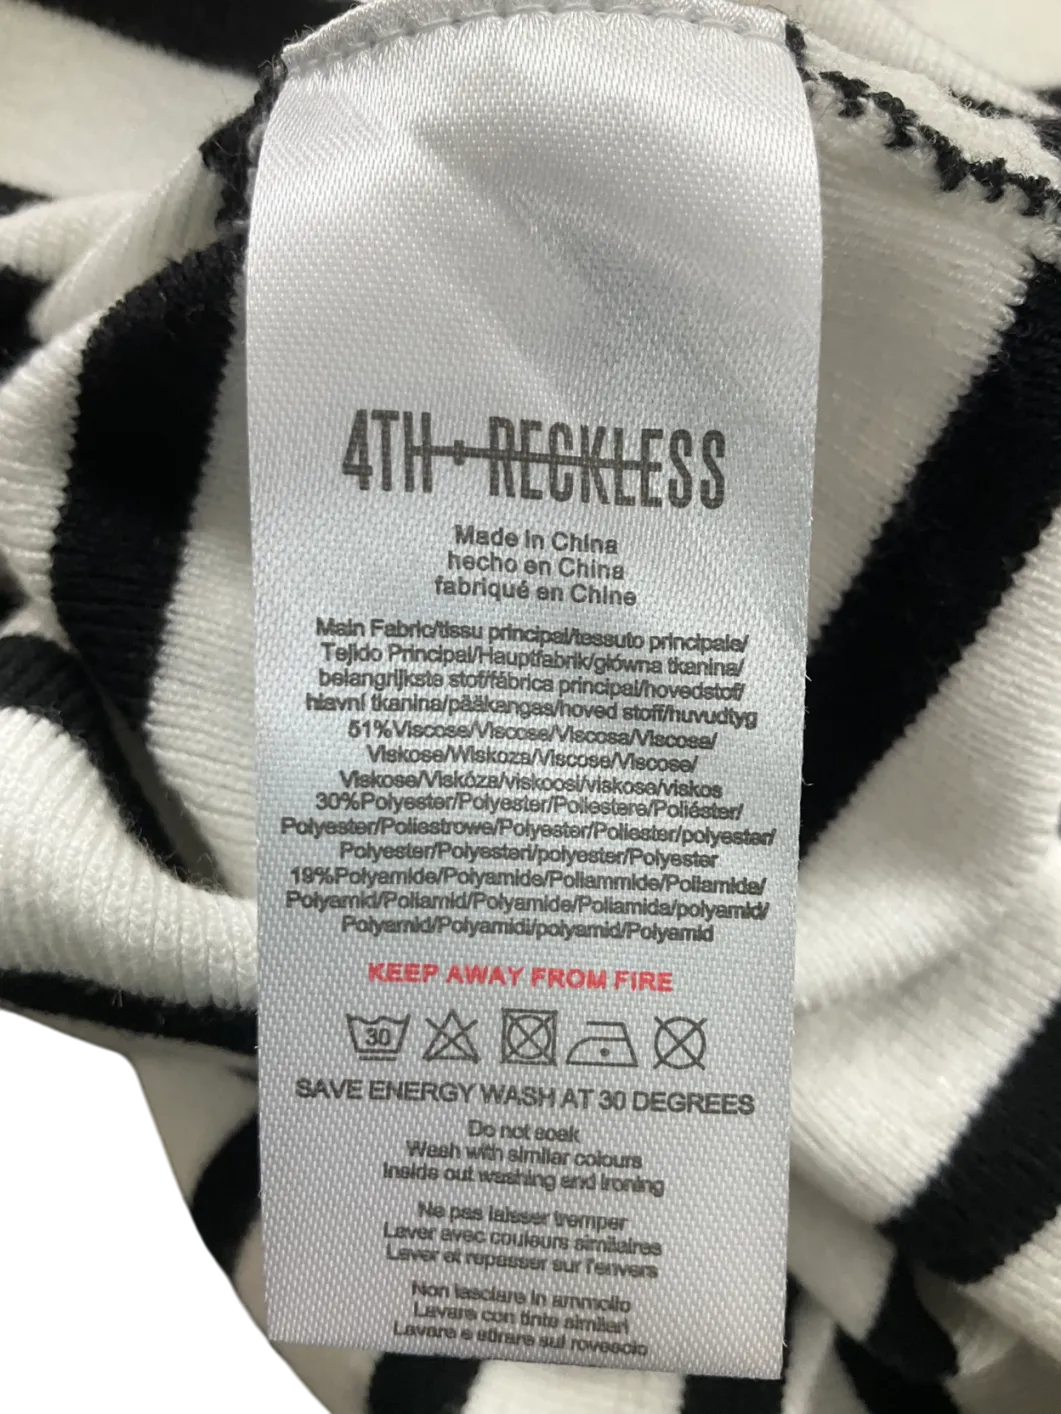 4TH + RECKLESS
Made in China
hecho en China
fabriqué en Chine
Main Fabric/tissu principal/tessuto principale/
Tejido Principal/Hauptfabrik/główna tkanina/
belangrijkste stof/fábrica principal/hovedstof/
hlavní tkanina/pääkangas/hoved stoff/huvudtyg
51%Viscose/Viscose/Viscosa/Viscosa/
Viskose/Wiskoza/Viscose/Viscose/
Viskose/Viskóza/viskoosi/viskose/viskos
30%Polyester/Polyester/Poliestere/Poliéster/
Polyester/Poliestrowe/Polyester/Poliester/polyester/
Polyester/Polyesteri/polyester/Polyester
19%Polyamide/Polyamide/Poliammide/Poliamida/
Polyamid/Poliamid/Polyamide/Poliamida/polyamid/
Polyamid/Polyamidi/polyamid/Polyamid
KEEP AWAY FROM FIRE
30
SAVE ENERGY WASH AT 30 DEGREES
Do not soak
Wash with similar colours
Inside out washing and ironing
Ne pas laisser tremper
Laver avec couleurs similaires
Laver et repasser sur l'envers
Non lasciare in ammollo
Lavare con tinte similari
Lavare e stirare sul rovescio